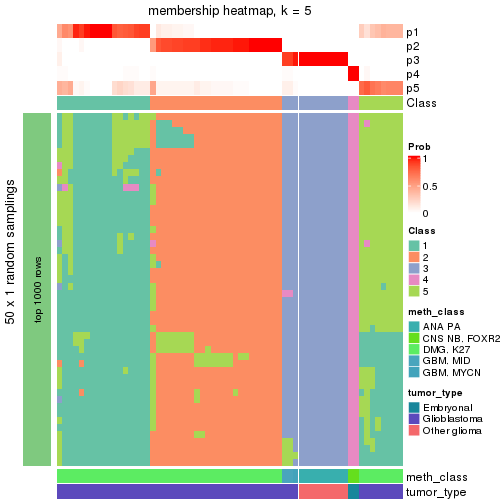 membership heatmap, k = 5
p1
p2
p3
p4
p5
Class
50 x 1 random samplings
top 1000 rows
meth_class
tumor_type
Prob
1
0.5
0
Class
1
2
3
4
5
meth_class
ANA PA
CNS NB. FOXR2
DMG. K27
GBM. MID
GBM. MYCN
tumor_type
Embryonal
Glioblastoma
Other glioma